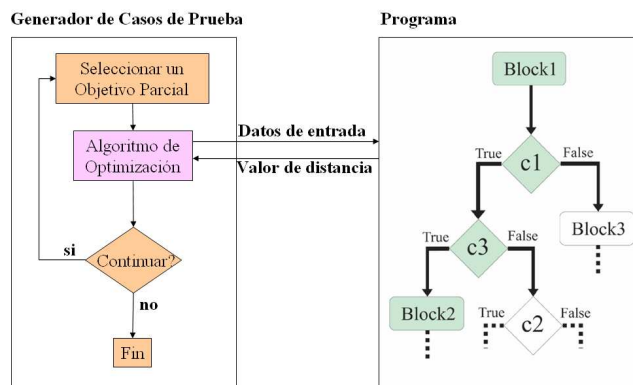 Generador de Casos de Prueba
Seleccionar un
Objetivo Parcial
Algoritmo de
Optimización
Continuar?
si
no
Fin
Datos de entrada
Valor de distancia
Programa
Block1
True
False
c1
Block3
True
False
c3
Block2
True
False
c2